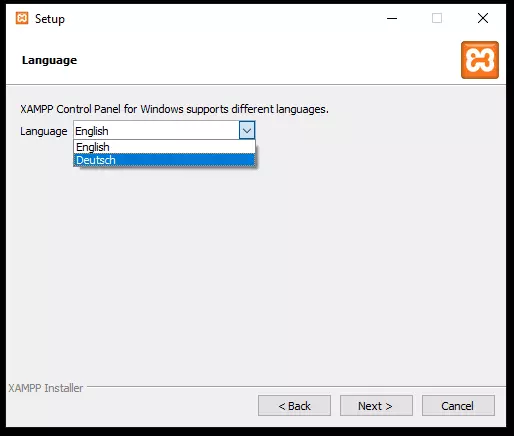 Setup
Language
XAMPP Control Panel for Windows supports different languages.
Language English
English
Deutsch
XAMPP Installer
< Back Next > Cancel